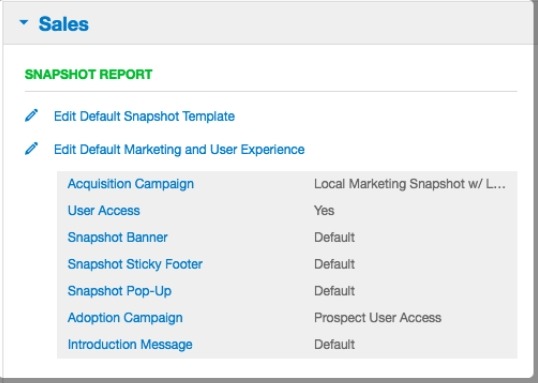 Sales
SNAPSHOT REPORT
Edit Default Snapshot Template
Edit Default Marketing and User Experience
Acquisition Campaign Local Marketing Snapshot w/ L...
User Access Yes
Snapshot Banner Default
Snapshot Sticky Footer Default
Snapshot Pop-Up Default
Adoption Campaign Prospect User Access
Introduction Message Default